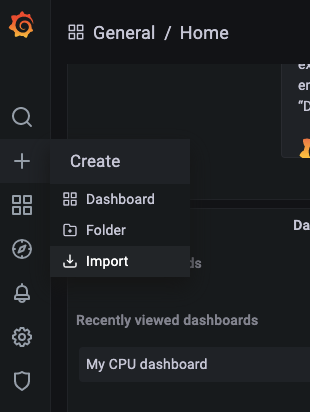 General / Home
ex
er
“D
Create
Dashboard
Folder
Import
Da
ds
Recently viewed dashboards
My CPU dashboard